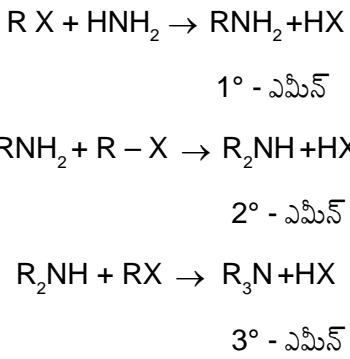 R X + HNH₂ → RNH₂ +HX
1° - ఎమీన్
RNH₂ + R – X → R₂NH +HX
2° - ఎమీన్
R₂NH + RX → R₃N +HX
3° - ఎమీన్